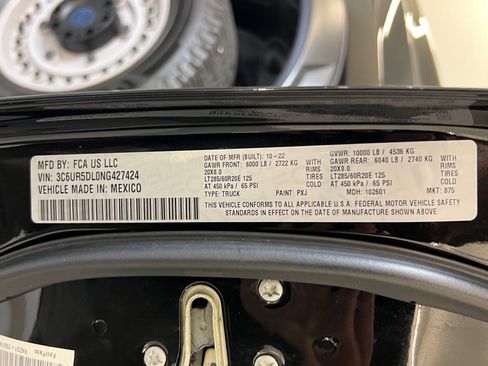 MFD BY: FCA US LLC
VIN: 3C6UR5DL0NG427424
VEHICLE MADE IN: MEXICO
DATE OF MFR (BUILT): 10-22 GVWR: 10000 LB / 4536 KG
GAWR FRONT: 6000 LB / 2722 KG GAWR REAR: 6040 LB / 2740 KG
20X8.0 RIMS 20X8.0 RIMS
LT285/60R20E 125 TIRES LT285/60R20E 125 TIRES
AT 450 kPa / 65 PSI AT 450 kPa / 65 PSI
TYPE: TRUCK PAINT: PXJ MDH: 102601 MKT: 875
THIS VEHICLE CONFORMS TO ALL APPLICABLE U.S.A. FEDERAL MOTOR VEHICLE SAFETY
STANDARDS IN EFFECT ON THE DATE OF MANUFACTURE SHOWN ABOVE
FastPass